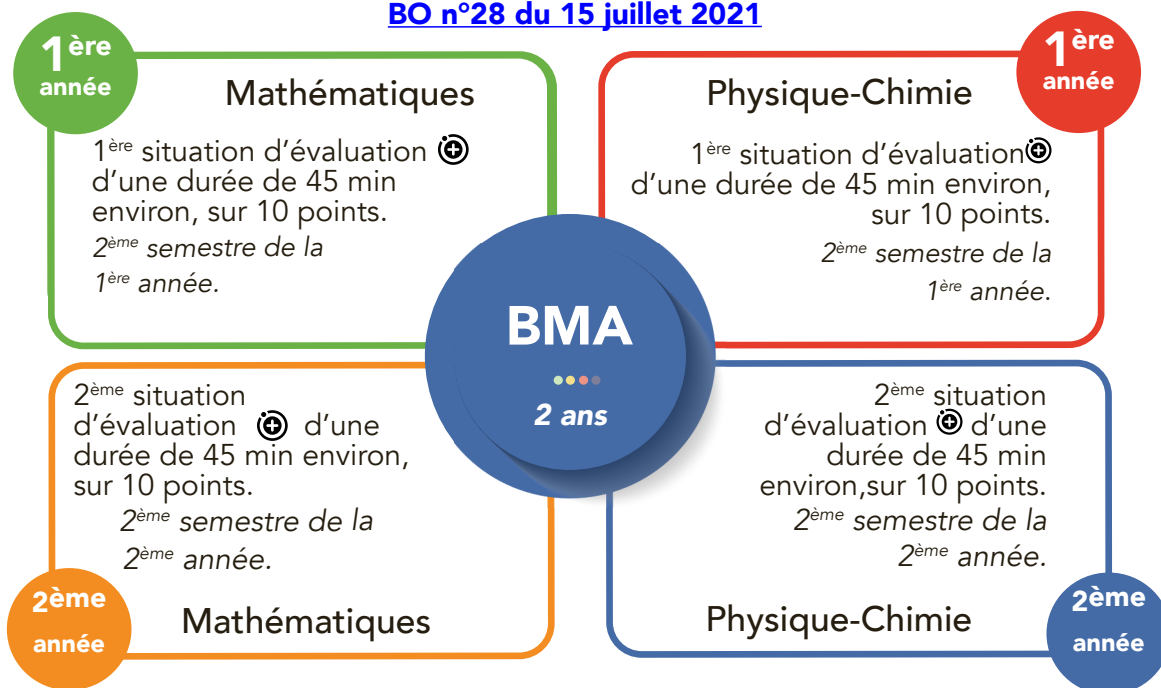 BO n°28 du 15 juillet 2021
1ère
année
Mathématiques
1ère situation d'évaluation
d'une durée de 45 min
environ, sur 10 points.
2ème semestre de la
1ère année.
1ère
année
Physique-Chimie
1ère situation d'évaluation
d'une durée de 45 min environ,
sur 10 points.
2ème semestre de la
1ère année.
BMA
2 ans
2ème situation
d'évaluation d'une
durée de 45 min environ,
sur 10 points.
2ème semestre de la
2ème année.
Mathématiques
2ème
année
2ème situation
d'évaluation d'une
durée de 45 min
environ,sur 10 points.
2ème semestre de la
2ème année.
Physique-Chimie
2ème
année